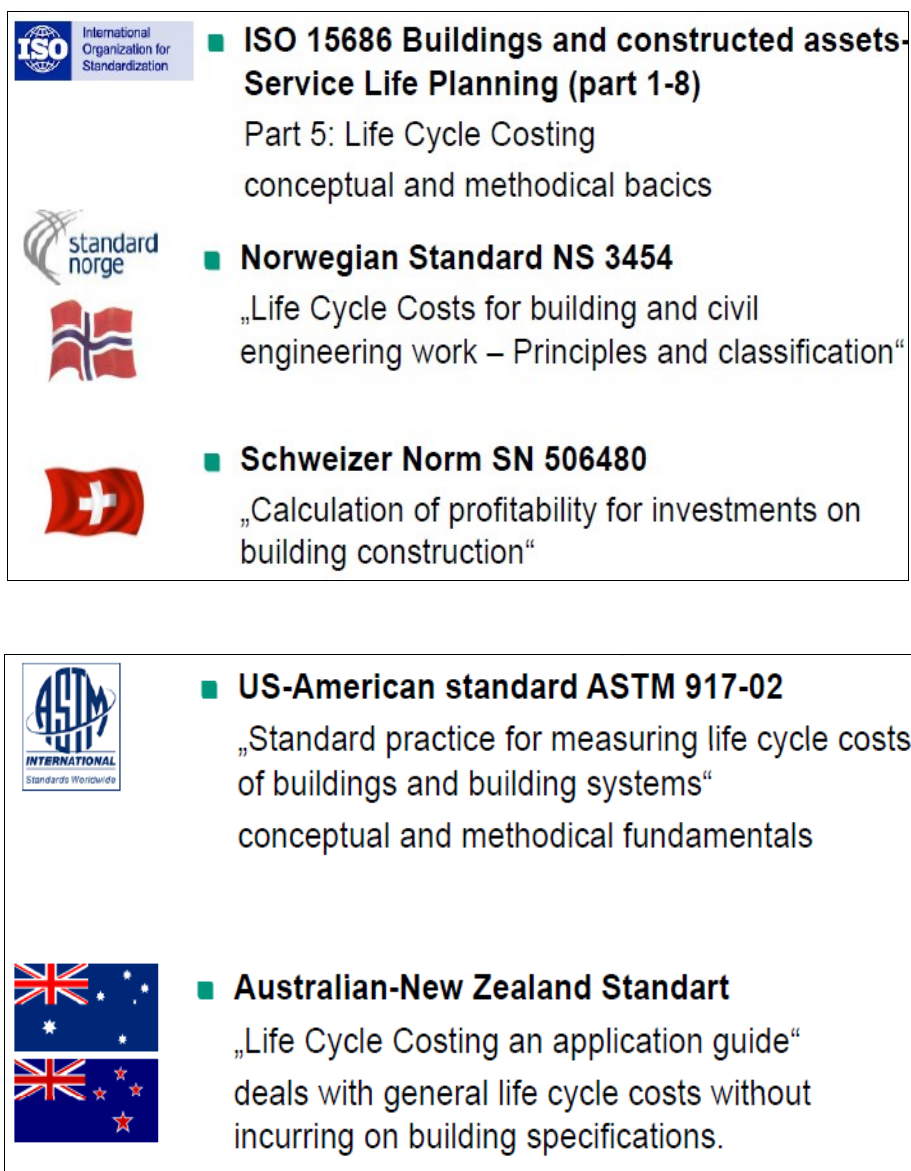 ISO
International
Organization for
Standardization
ISO 15686 Buildings and constructed assets-
Service Life Planning (part 1-8)
Part 5: Life Cycle Costing
conceptual and methodical bacics
standard
norge
Norwegian Standard NS 3454
„Life Cycle Costs for building and civil
engineering work – Principles and classification“
Schweizer Norm SN 506480
„Calculation of profitability for investments on
building construction“
ASTM
INTERNATIONAL
Standards Worldwide
US-American standard ASTM 917-02
„Standard practice for measuring life cycle costs
of buildings and building systems“
conceptual and methodical fundamentals
Australian-New Zealand Standart
„Life Cycle Costing an application guide“
deals with general life cycle costs without
incurring on building specifications.